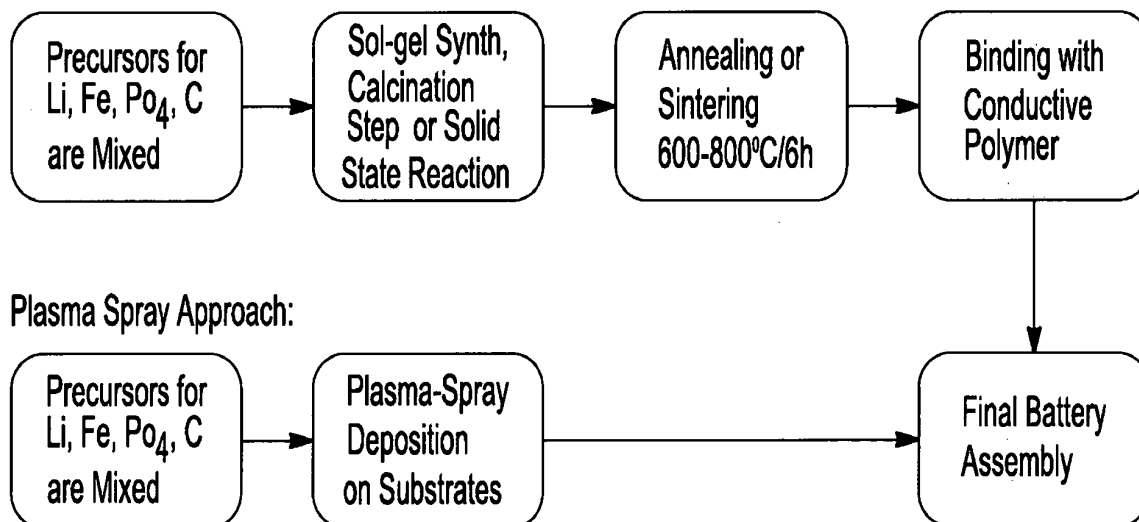 Precursors for
Li, Fe, Po4, C
are Mixed
Sol-gel Synth,
Calcination
Step or Solid
State Reaction
Annealing or
Sintering
600-800⁰C/6h
Binding with
Conductive
Polymer
Plasma Spray Approach:
Precursors for
Li, Fe, Po4, C
are Mixed
Plasma-Spray
Deposition
on Substrates
Final Battery
Assembly